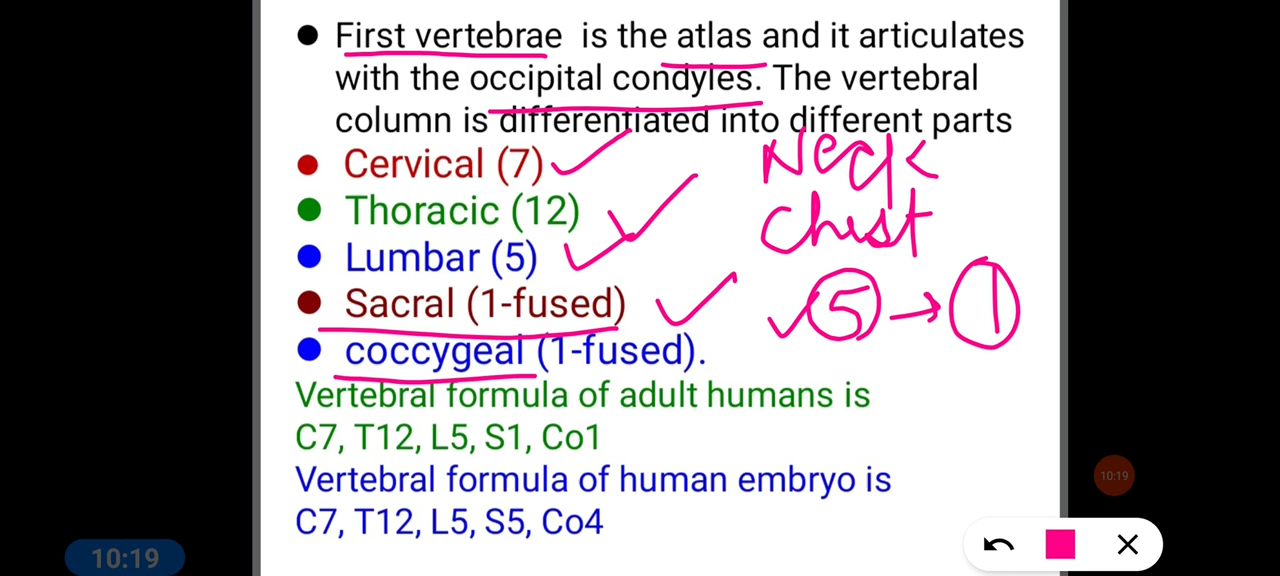 ● First vertebrae is the atlas and it articulates
with the occipital condyles. The vertebral
column is differentiated into different parts
● Cervical (7) Neck
● Thoracic (12) Chest
● Lumbar (5)
● Sacral (1-fused) 5 → 1
● coccygeal (1-fused).
Vertebral formula of adult humans is
C7, T12, L5, S1, Co1
Vertebral formula of human embryo is
C7, T12, L5, S5, Co4
10:19
10:19